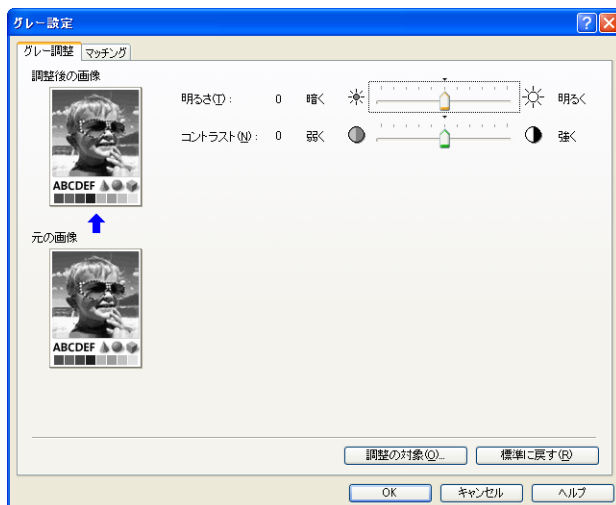 グレー設定
グレー調整 マッチング
調整後の画像
明るさ(T): 0 暗く 明るく
コントラスト(N): 0 弱く 強く
ABCDEF
元の画像
ABCDEF
調整の対象(O)... 標準に戻す(R)
OK キャンセル ヘルプ